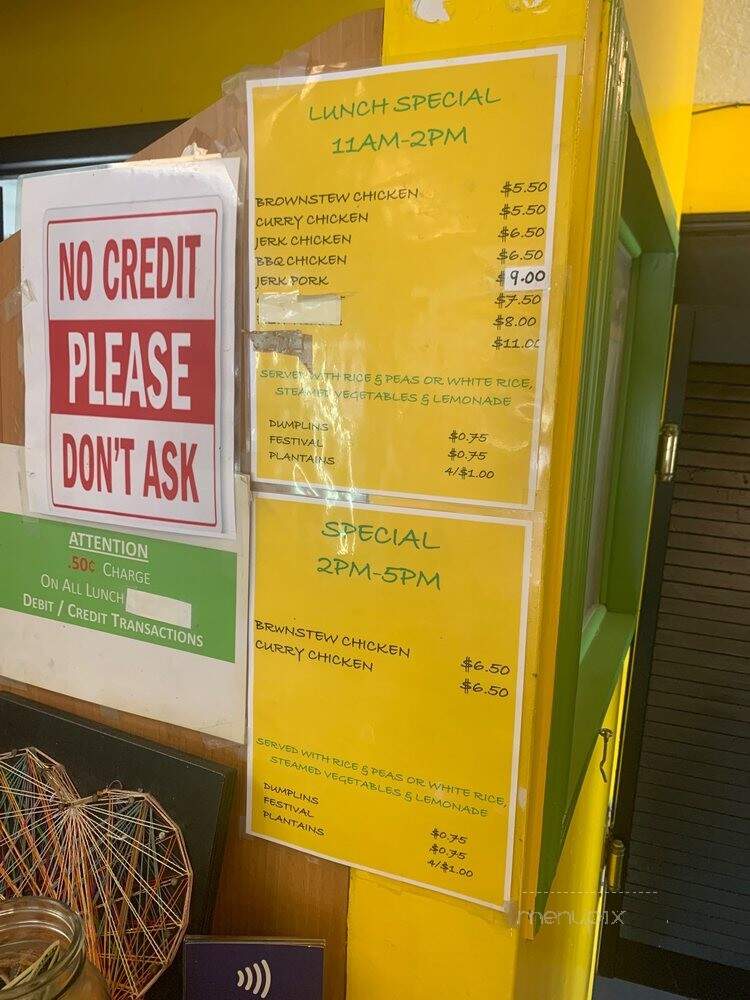 LUNCH SPECIAL
11AM-2PM
BROWNSTEW CHICKEN $5.50
CURRY CHICKEN $5.50
JERK CHICKEN $6.50
BBQ CHICKEN $6.50
JERK PORK $9.00
$7.50
$8.00
$11.00
SERVED WITH RICE & PEAS OR WHITE RICE,
STEAMED VEGETABLES & LEMONADE
DUMPLINS $0.75
FESTIVAL $0.75
PLANTAINS 4/$1.00
NO CREDIT
PLEASE
DON'T ASK
ATTENTION
.50¢ CHARGE
ON ALL LUNCH
DEBIT / CREDIT TRANSACTIONS
SPECIAL
2PM-5PM
BRWNSTEW CHICKEN $6.50
CURRY CHICKEN $6.50
SERVED WITH RICE & PEAS OR WHITE RICE,
STEAMED VEGETABLES & LEMONADE
DUMPLINS $0.75
FESTIVAL $0.75
PLANTAINS 4/$1.00
menupix